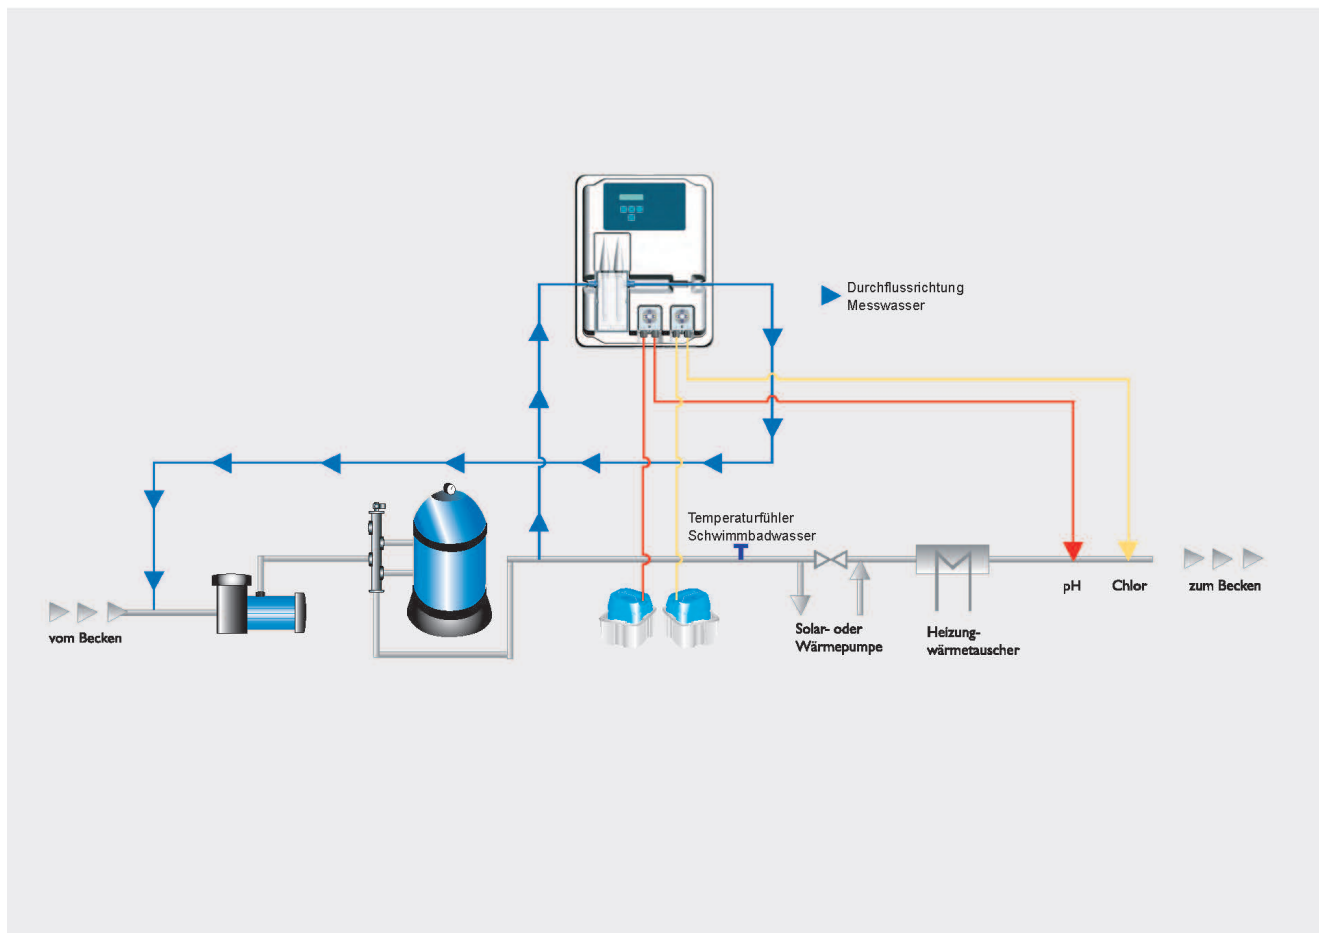 Durchflussrichtung
Messwasser
Temperaturfühler
Schwimmbadwasser
vom Becken
Solar- oder
Wärmepumpe
Heizung-
wärmetauscher
pH
Chlor
zum Becken